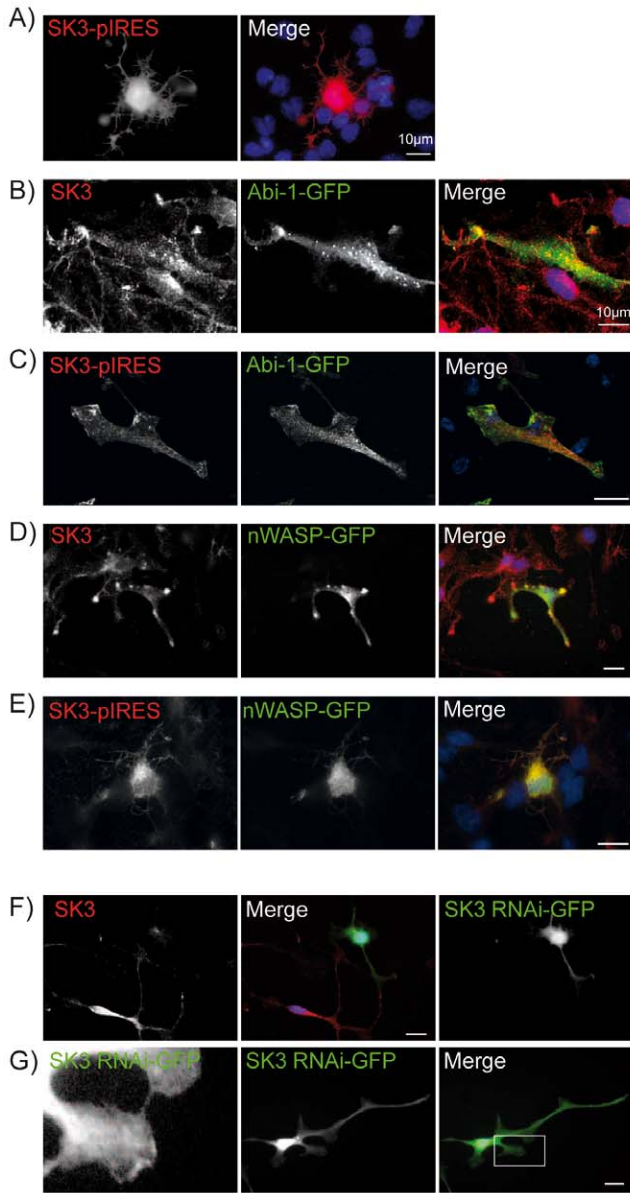 A)
SK3-pIRES
Merge
10µm
B)
SK3
Abi-1-GFP
Merge
10µm
C)
SK3-pIRES
Abi-1-GFP
Merge
D)
SK3
nWASP-GFP
Merge
E)
SK3-pIRES
nWASP-GFP
Merge
F)
SK3
Merge
SK3 RNAi-GFP
G)
SK3 RNAi-GFP
SK3 RNAi-GFP
Merge